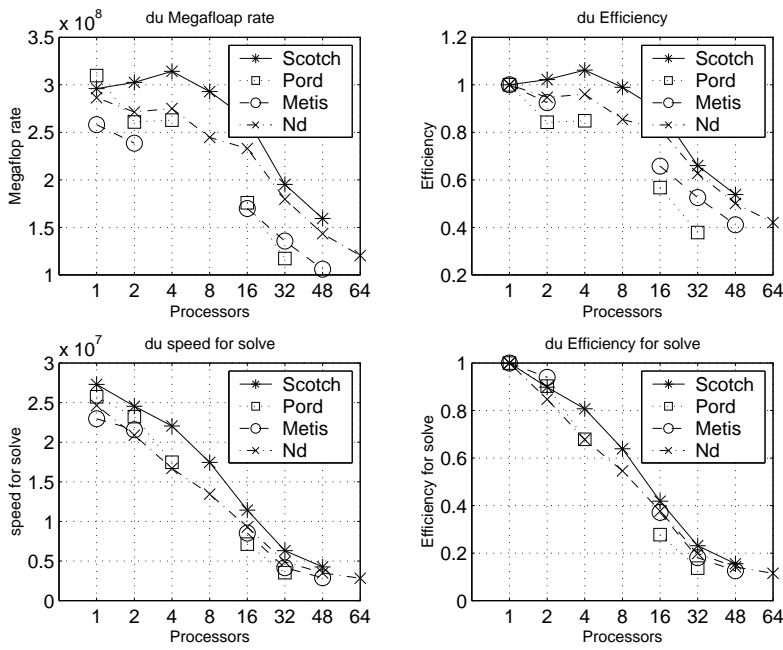 du Megafloap rate
x 10^8
3.5
3
2.5
2
1.5
1
1 2 4 8 16 32 48 64
Processors
Megaflop rate
Scotch
Pord
Metis
Nd
du Efficiency
1.2
1
0.8
0.6
0.4
0.2
1 2 4 8 16 32 48 64
Processors
Efficiency
Scotch
Pord
Metis
Nd
du speed for solve
x 10^7
3
2.5
2
1.5
1
0.5
0
1 2 4 8 16 32 48 64
Processors
speed for solve
Scotch
Pord
Metis
Nd
du Efficiency for solve
1
0.8
0.6
0.4
0.2
0
1 2 4 8 16 32 48 64
Processors
Efficiency for solve
Scotch
Pord
Metis
Nd